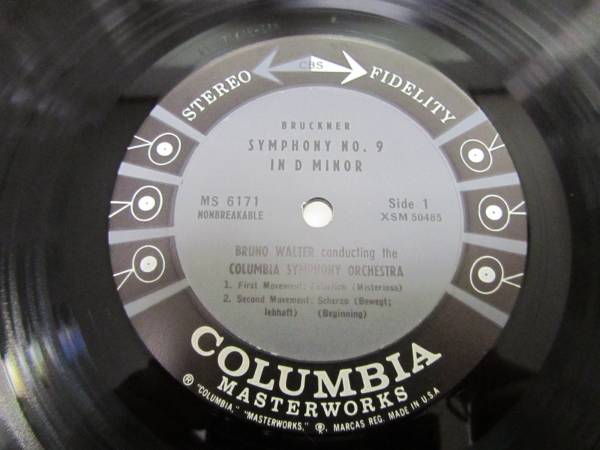 STEREO CBS FIDELITY
BRUCKNER
SYMPHONY NO. 9
IN D MINOR
MS 6171 Side 1
NONBREAKABLE XSM 50485
BRUNO WALTER conducting the
COLUMBIA SYMPHONY ORCHESTRA
1. First Movement: Feierlich (Misterioso)
2. Second Movement: Scherzo (Bewegt;
lebhaft) (Beginning)
COLUMBIA
MASTERWORKS
® "COLUMBIA," "MASTERWORKS," Ⓟ, MARCAS REG. MADE IN U.S.A